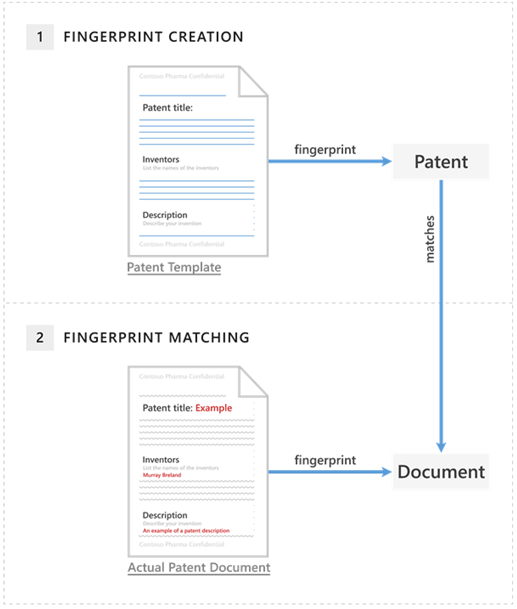 1 FINGERPRINT CREATION
Contoso Pharma Confidential
Patent title:
Inventors
List the names of the inventors
Description
Describe your invention
Contoso Pharma Confidential
Patent Template
fingerprint
Patent
matches
2 FINGERPRINT MATCHING
Contoso Pharma Confidential
Patent title: Example
Inventors
List the names of the inventors
Murray Breland
Description
Describe your invention
An example of a patent description
Contoso Pharma Confidential
Actual Patent Document
fingerprint
Document